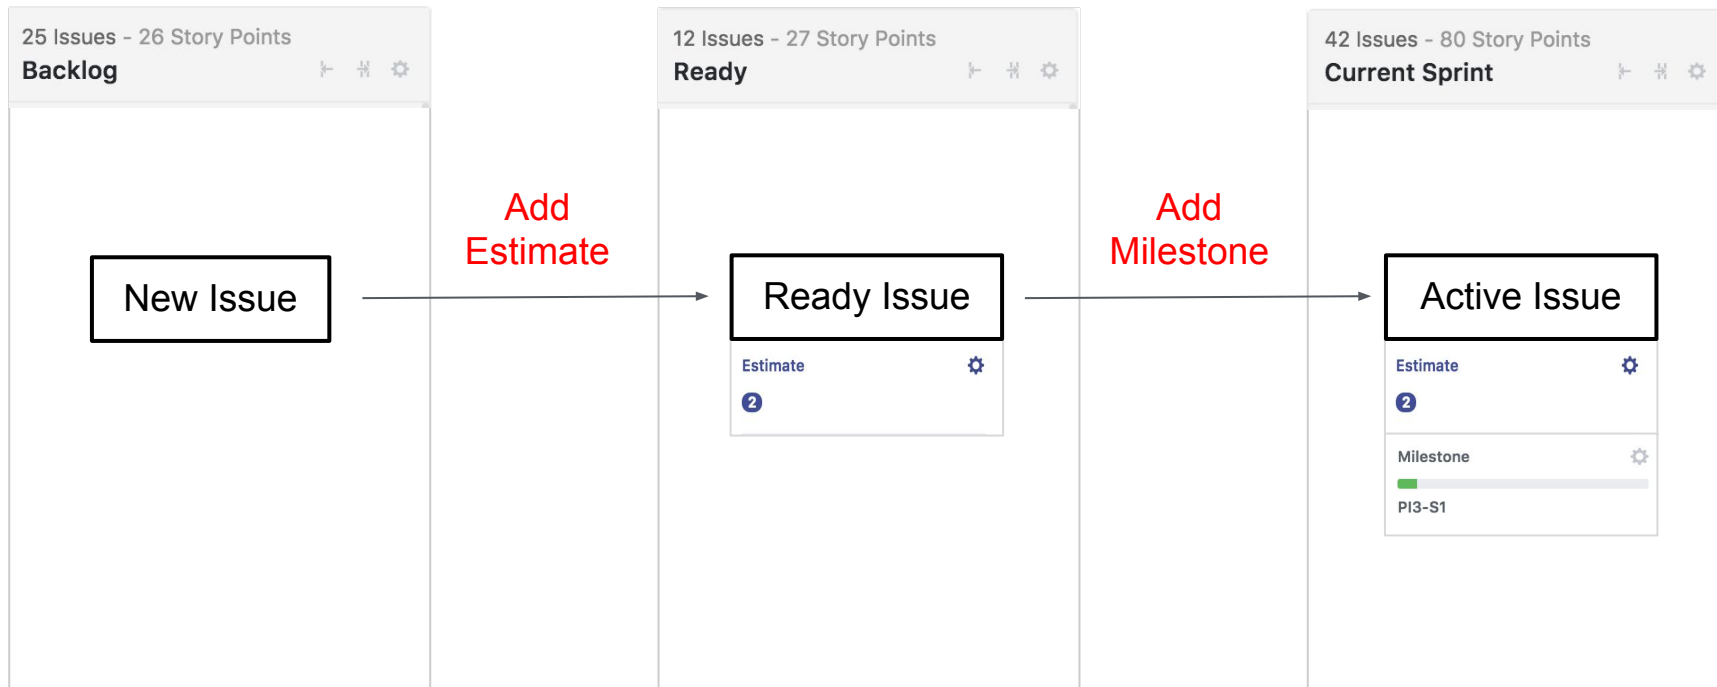 25 Issues - 26 Story Points
Backlog
12 Issues - 27 Story Points
Ready
42 Issues - 80 Story Points
Current Sprint
Add
Estimate
Add
Milestone
New Issue
Ready Issue
Active Issue
Estimate
2
Estimate
2
Milestone
PI3-S1